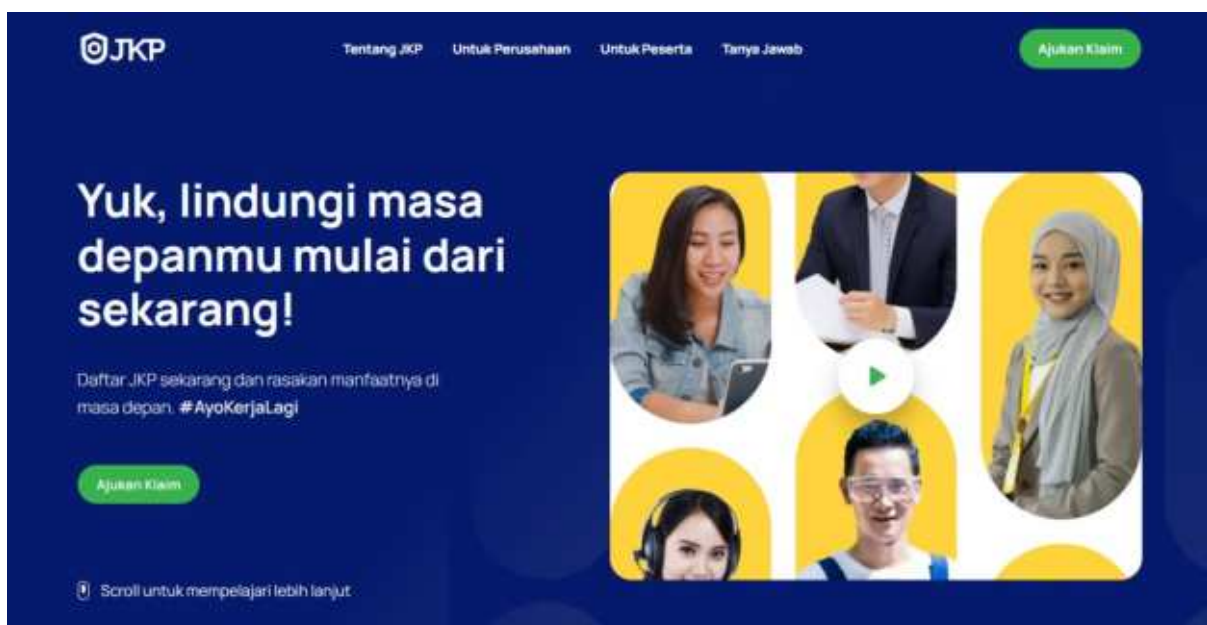 JKP
Tentang JKP
Untuk Perusahaan
Untuk Peserta
Tanya Jawab
Ajukan Klaim
Yuk, lindungi masa
depanmu mulai dari
sekarang!
Daftar JKP sekarang dan rasakan manfaatnya di
masa depan. #AyoKerjaLagi
Ajukan Klaim
Scroll untuk mempelajari lebih lanjut